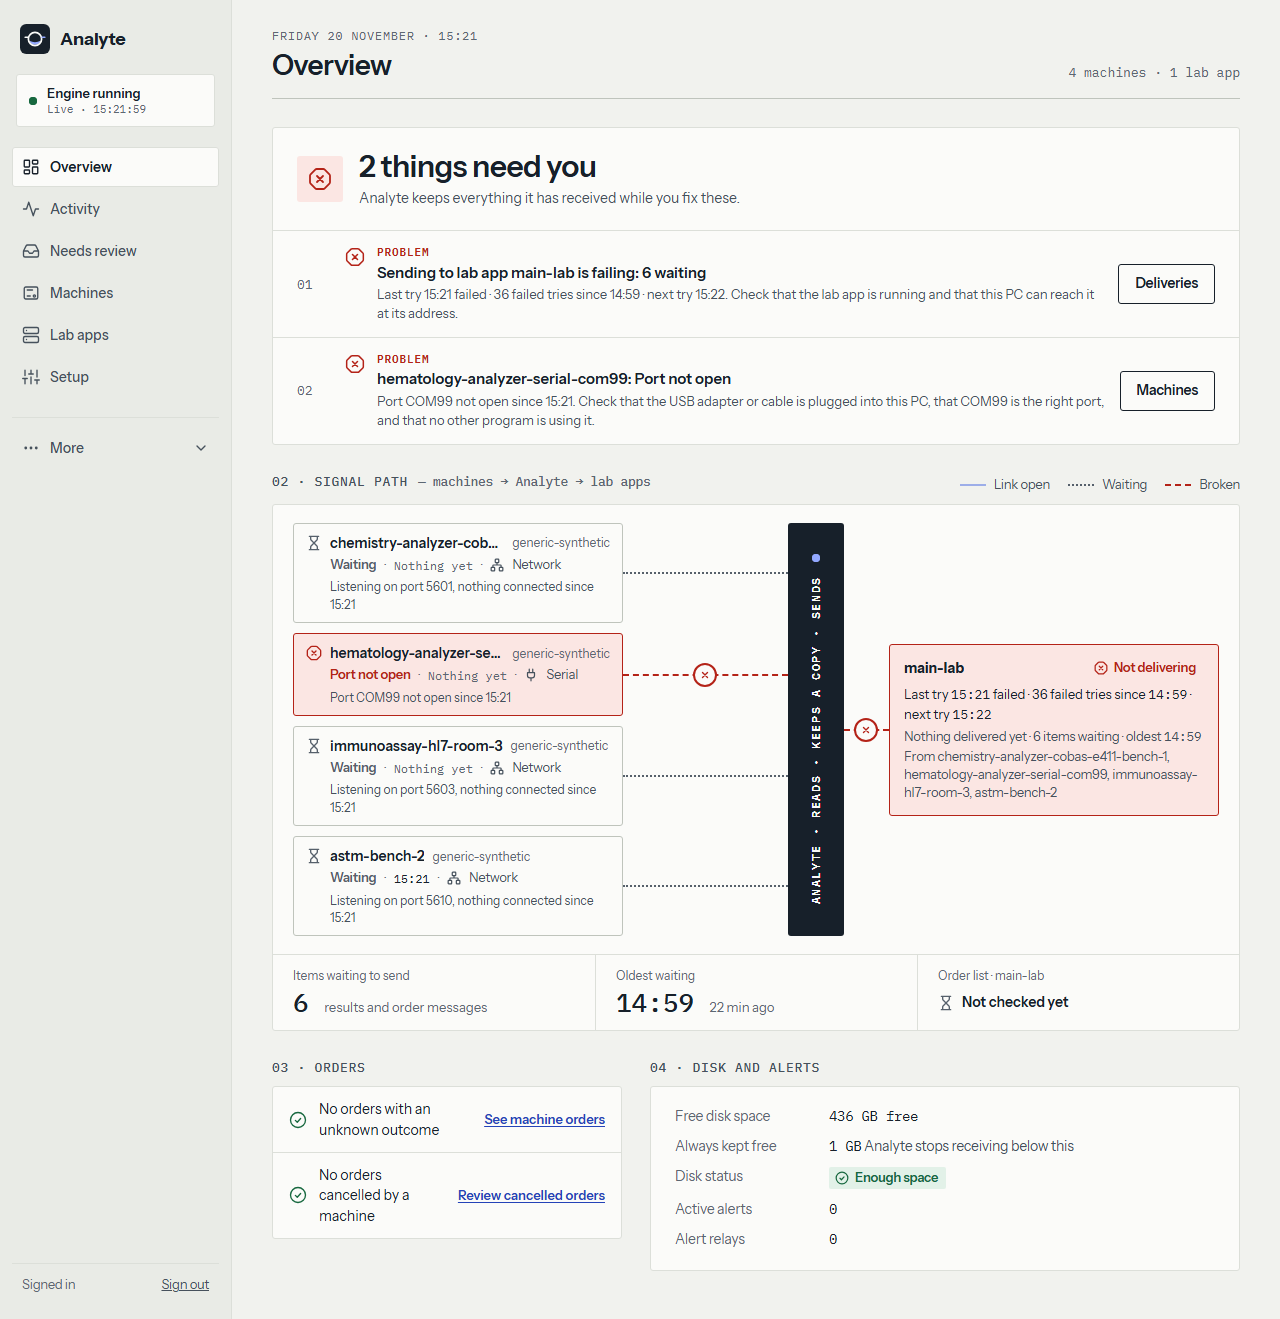 Analyte
Engine running
Live · 15:21:59
Overview
Activity
Needs review
Machines
Lab apps
Setup
More
Signed in
Sign out
FRIDAY 20 NOVEMBER · 15:21
Overview
4 machines · 1 lab app
2 things need you
Analyte keeps everything it has received while you fix these.
01
PROBLEM
Sending to lab app main-lab is failing: 6 waiting
Last try 15:21 failed · 36 failed tries since 14:59 · next try 15:22. Check that the lab app is running and that this PC can reach it
at its address.
Deliveries
02
PROBLEM
hematology-analyzer-serial-com99: Port not open
Port COM99 not open since 15:21. Check that the USB adapter or cable is plugged into this PC, that COM99 is the right port,
and that no other program is using it.
Machines
02 · SIGNAL PATH — machines → Analyte → lab apps
Link open
Waiting
Broken
chemistry-analyzer-cob... generic-synthetic
Waiting · Nothing yet · Network
Listening on port 5601, nothing connected since
15:21
hematology-analyzer-se... generic-synthetic
Port not open · Nothing yet · Serial
Port COM99 not open since 15:21
immunoassay-hl7-room-3 generic-synthetic
Waiting · Nothing yet · Network
Listening on port 5603, nothing connected since
15:21
astm-bench-2 generic-synthetic
Waiting · 15:21 · Network
Listening on port 5610, nothing connected since
15:21
ANALYTE · READS · KEEPS A COPY · SENDS
main-lab
Not delivering
Last try 15:21 failed · 36 failed tries since 14:59 ·
next try 15:22
Nothing delivered yet · 6 items waiting · oldest 14:59
From chemistry-analyzer-cobas-e411-bench-1,
hematology-analyzer-serial-com99, immunoassay-
hl7-room-3, astm-bench-2
Items waiting to send
6 results and order messages
Oldest waiting
14:59 22 min ago
Order list · main-lab
Not checked yet
03 · ORDERS
No orders with an
unknown outcome
See machine orders
No orders
cancelled by a
machine
Review cancelled orders
04 · DISK AND ALERTS
Free disk space 436 GB free
Always kept free 1 GB Analyte stops receiving below this
Disk status Enough space
Active alerts 0
Alert relays 0